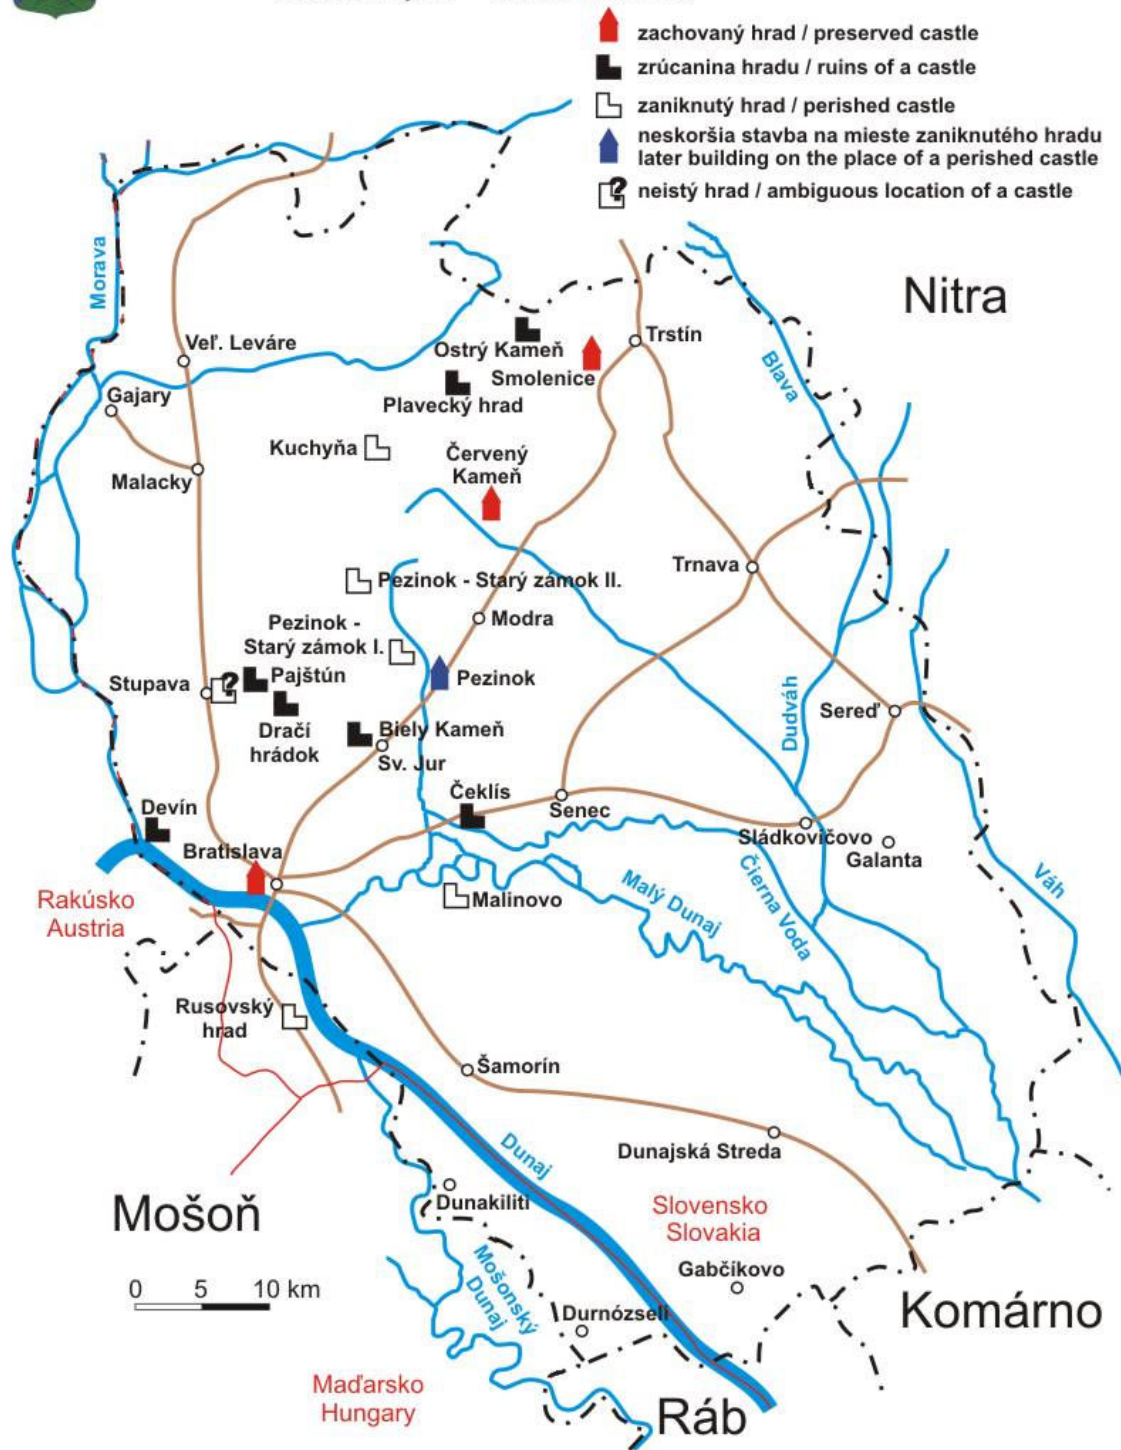 zachovaný hrad / preserved castle
zrúcanina hradu / ruins of a castle
zaniknutý hrad / perished castle
neskoršia stavba na mieste zaniknutého hradu
later building on the place of a perished castle
?
neistý hrad / ambiguous location of a castle
Morava
Nitra
Veľ. Leváre
Ostrý Kameň
Trstín
Smolenice
Blava
Gajary
Plavecký hrad
Kuchyňa
Červený
Kameň
Malacky
Pezinok - Starý zámok II.
Trnava
Modra
Pezinok -
Starý zámok I.
Stupava
?
Pajštún
Pezinok
Dračí
hrádok
Biely Kameň
Sv. Jur
Dudváh
Sereď
Devín
Čeklís
Senec
Bratislava
Sládkovičovo
Galanta
Rakúsko
Austria
Malinovo
Malý Dunaj
Čierna Voda
Váh
Rusovský
hrad
Šamorín
Dunaj
Dunajská Streda
Mošoň
Dunakiliti
Slovensko
Slovakia
Mošonský
Dunaj
Gabčíkovo
0 5 10 km
Durnózseli
Komárno
Maďarsko
Hungary
Ráb